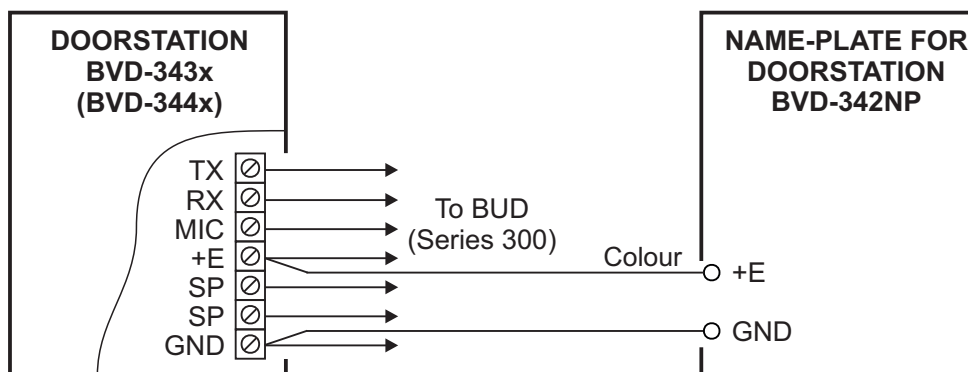 DOORSTATION
BVD-343x
(BVD-344x)
NAME-PLATE FOR
DOORSTATION
BVD-342NP
TX
RX
MIC
+E
SP
SP
GND
To BUD
(Series 300)
Colour
+E
GND